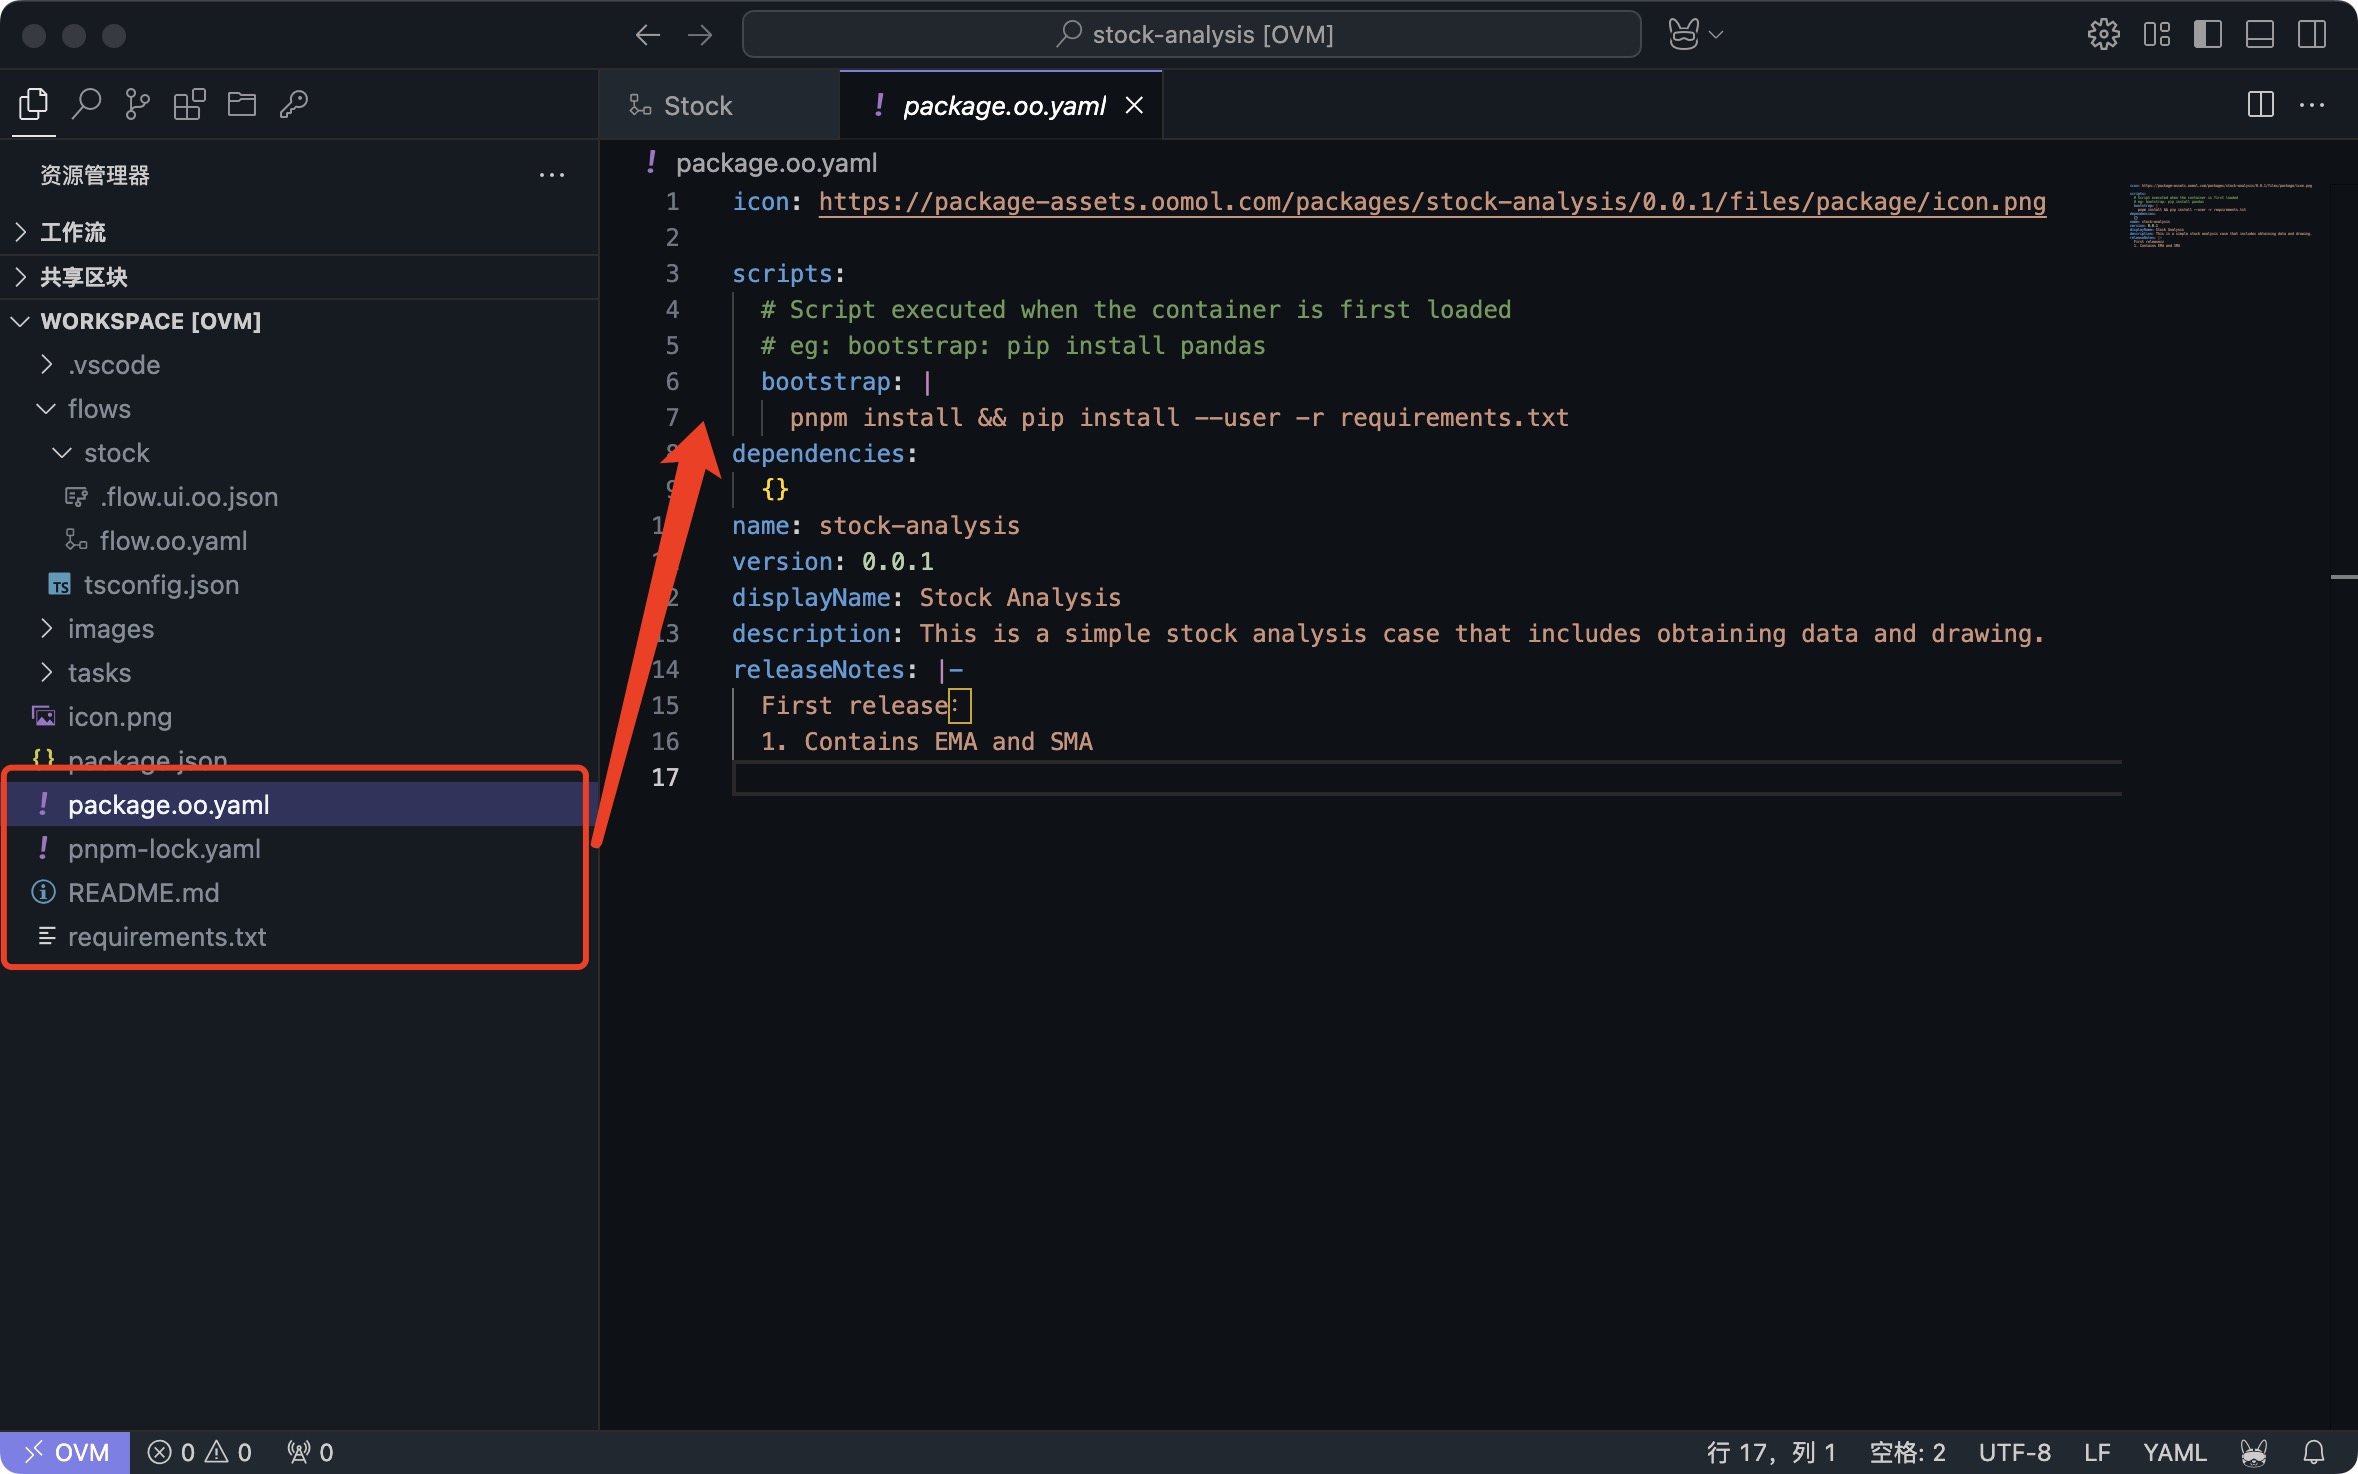 stock-analysis [OVM]
Stock
package.oo.yaml
资源管理器
工作流
共享区块
WORKSPACE [OVM]
.vscode
flows
stock
.flow.ui.oo.json
flow.oo.yaml
TS tsconfig.json
images
tasks
icon.png
{} package.json
! package.oo.yaml
! pnpm-lock.yaml
README.md
requirements.txt
! package.oo.yaml
1 icon: https://package-assets.oomol.com/packages/stock-analysis/0.0.1/files/package/icon.png
2
3 scripts:
4 # Script executed when the container is first loaded
5 # eg: bootstrap: pip install pandas
6 bootstrap: |
7 pnpm install && pip install --user -r requirements.txt
8 dependencies:
9 {}
1 name: stock-analysis
version: 0.0.1
2 displayName: Stock Analysis
13 description: This is a simple stock analysis case that includes obtaining data and drawing.
14 releaseNotes: |-
15 First release：
16 1. Contains EMA and SMA
17
OVM
0
0
0
行 17，列 1
空格: 2
UTF-8
LF
YAML